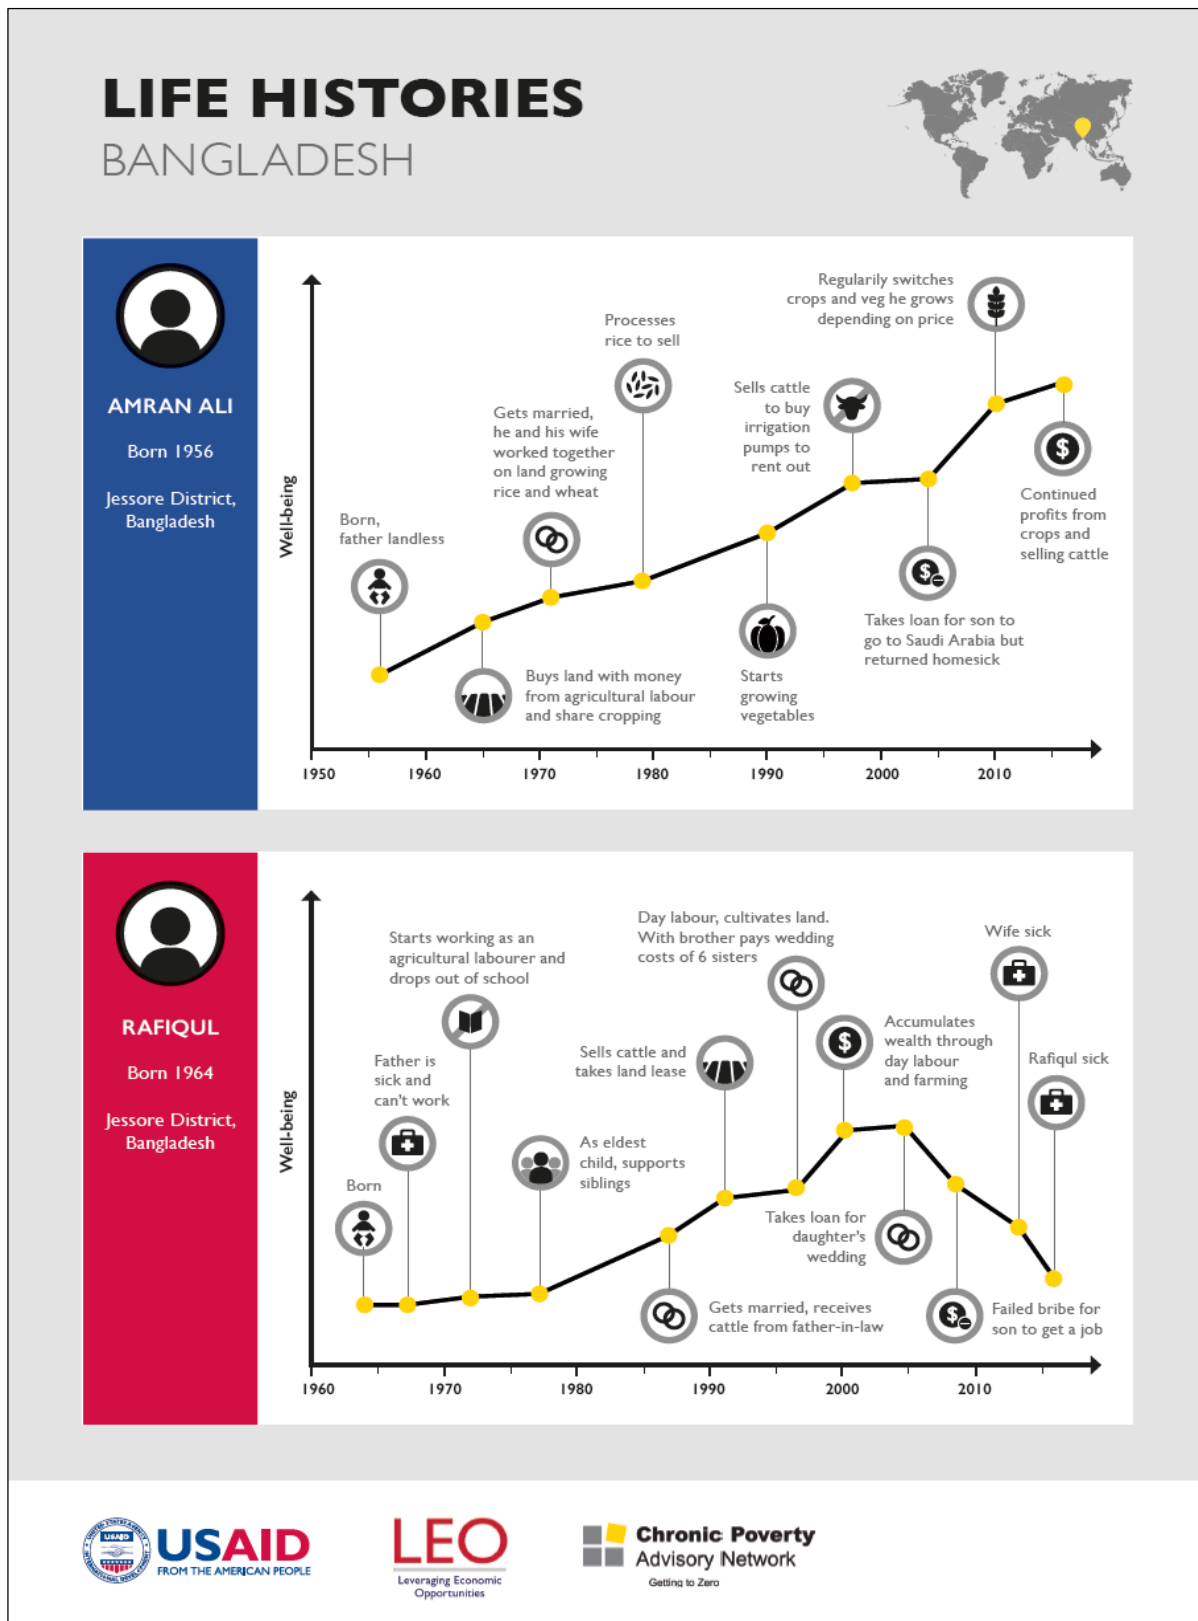 LIFE HISTORIES
BANGLADESH
AMRAN ALI
Born 1956
Jessore District,
Bangladesh
Well-being
Born,
father landless
Buys land with money
from agricultural labour
and share cropping
Gets married,
he and his wife
worked together
on land growing
rice and wheat
Processes
rice to sell
Starts
growing
vegetables
Sells cattle
to buy
irrigation
pumps to
rent out
Takes loan for son to
go to Saudi Arabia but
returned homesick
Regularily switches
crops and veg he grows
depending on price
$
$
Continued
profits from
crops and
selling cattle
1950 1960 1970 1980 1990 2000 2010
RAFIQUL
Born 1964
Jessore District,
Bangladesh
Well-being
Born
Father is
sick and
can't work
Starts working as an
agricultural labourer and
drops out of school
As eldest
child, supports
siblings
Gets married, receives
cattle from father-in-law
Sells cattle and
takes land lease
Day labour, cultivates land.
With brother pays wedding
costs of 6 sisters
$
Accumulates
wealth through
day labour
and farming
Takes loan for
daughter's
wedding
$
Failed bribe for
son to get a job
Wife sick
Rafiqul sick
1960 1970 1980 1990 2000 2010
UNITED STATES AGENCY
USAID
INTERNATIONAL DEVELOPMENT
USAID
FROM THE AMERICAN PEOPLE
LEO
Leveraging Economic
Opportunities
Chronic Poverty
Advisory Network
Getting to Zero